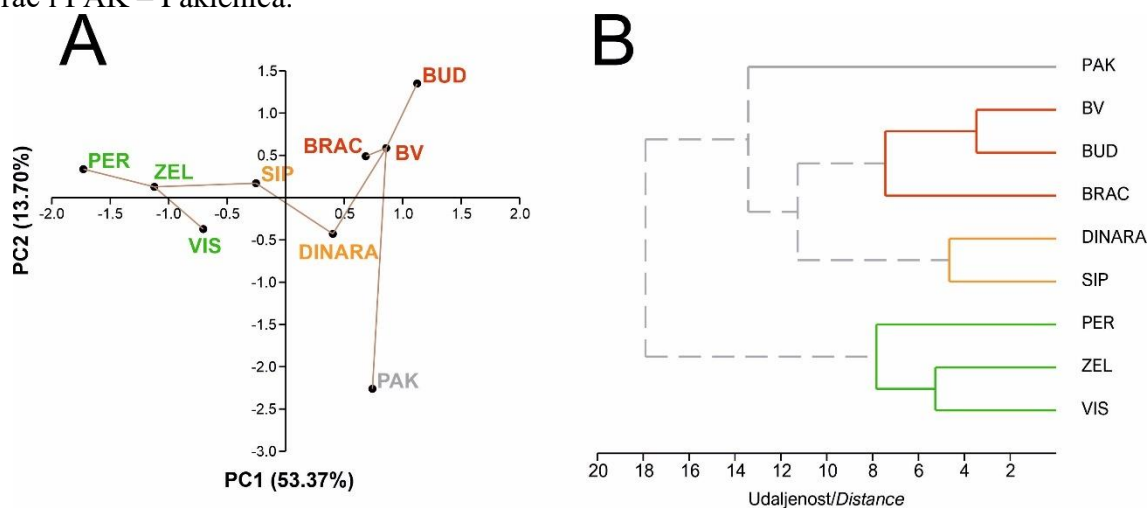 rac i PAK – Paklenica.
A
1.5
BUD
1.0
BRAC
0.5
BV
PER
ZEL
SIP
-2.0 -1.5 -1.0 -0.5 0.5 1.0 1.5 2.0
VIS
-0.5
DINARA
-1.0
-1.5
-2.0
PAK
-2.5
-3.0
PC2 (13.70%)
PC1 (53.37%)
B
PAK
BV
BUD
BRAC
DINARA
SIP
PER
ZEL
VIS
20 18 16 14 12 10 8 6 4 2
Udaljenost/Distance